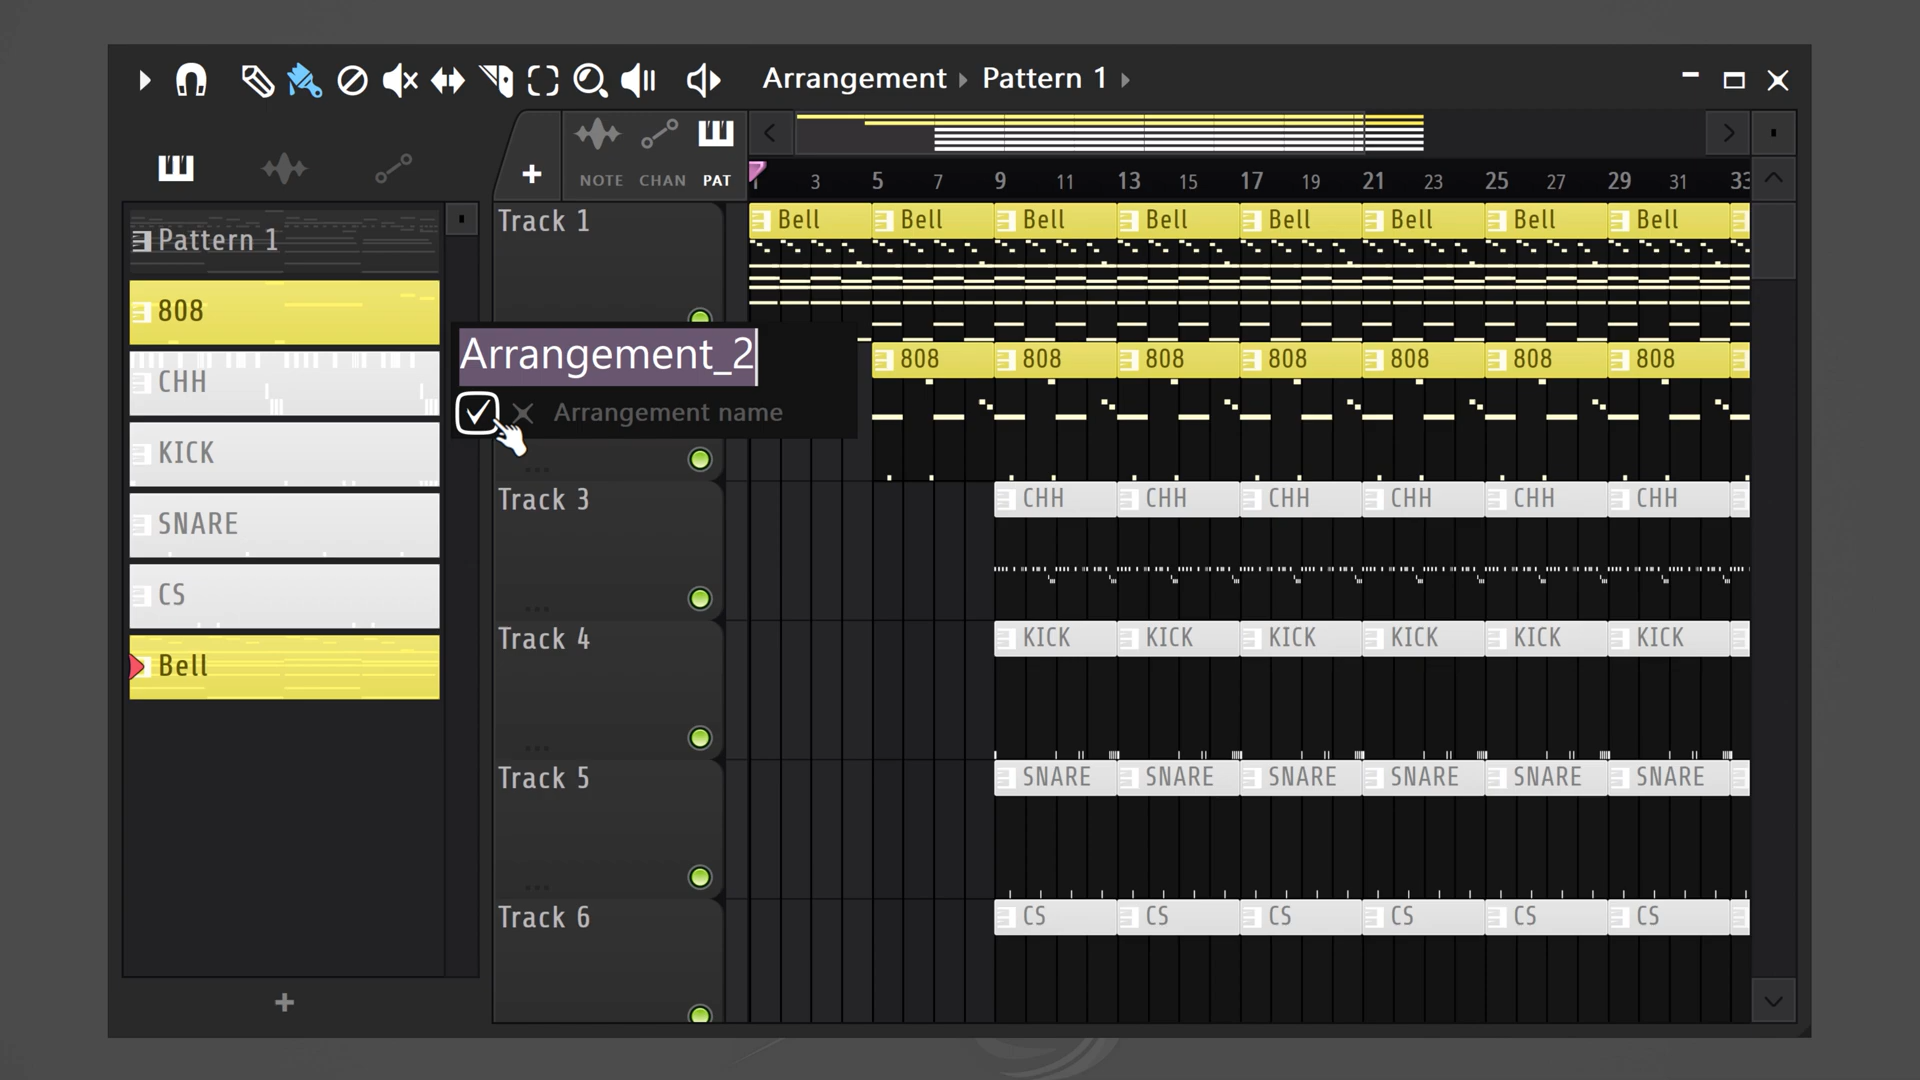 Arrangement Pattern 1
NOTE CHAN PAT
1 3 5 7 9 11 13 15 17 19 21 23 25 27 29 31 33
Pattern 1
808
CHH
KICK
SNARE
CS
Bell
Track 1
Bell Bell Bell Bell Bell Bell Bell Bell
Arrangement_2
Arrangement name
808 808 808 808 808 808 808
Track 3
CHH CHH CHH CHH CHH CHH
Track 4
KICK KICK KICK KICK KICK KICK
Track 5
SNARE SNARE SNARE SNARE SNARE SNARE
Track 6
CS CS CS CS CS CS